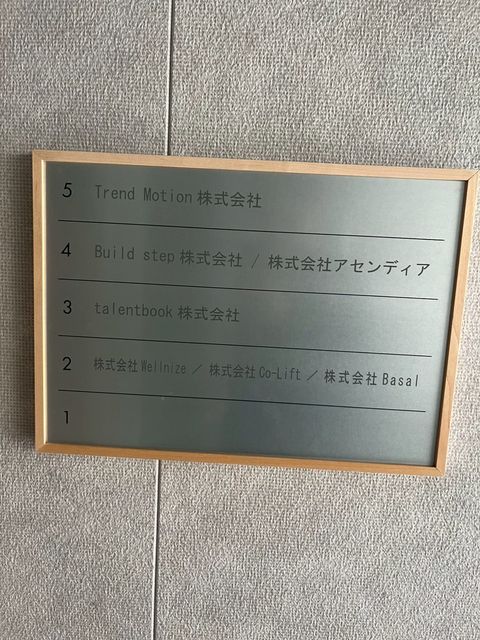 5 Trend Motion 株式会社
4 Build step 株式会社 / 株式会社アセンディア
3 talentbook 株式会社
2 株式会社 Wellnize ／ 株式会社 Co-Lift ／ 株式会社 Basal
1